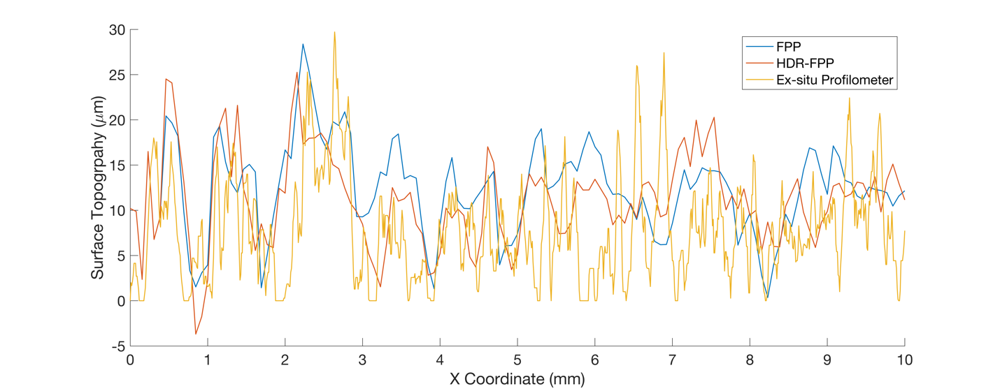 30
25
20
15
10
5
0
-5
Surface Topogrpahy (μm)
0 1 2 3 4 5 6 7 8 9 10
X Coordinate (mm)
FPP
HDR-FPP
Ex-situ Profilometer